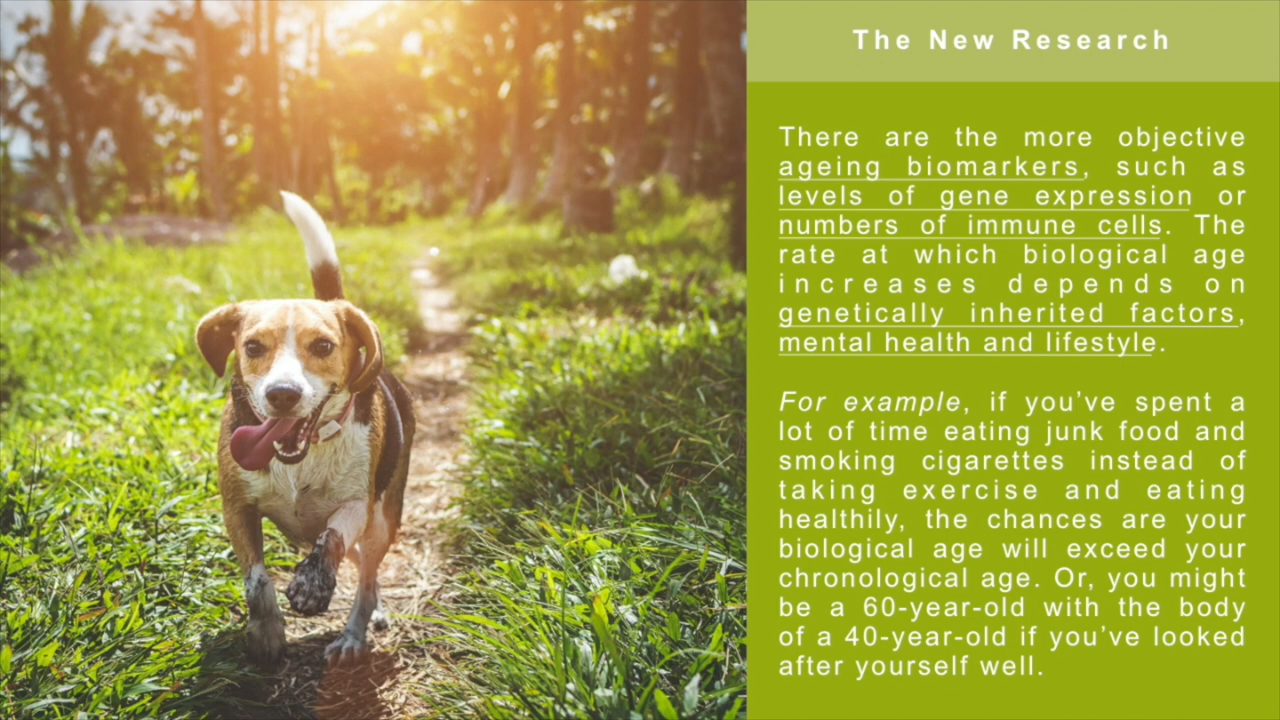 The New Research
There are the more objective
ageing biomarkers, such as
levels of gene expression or
numbers of immune cells. The
rate at which biological age
increases depends on
genetically inherited factors,
mental health and lifestyle.
For example, if you’ve spent a
lot of time eating junk food and
smoking cigarettes instead of
taking exercise and eating
healthily, the chances are your
biological age will exceed your
chronological age. Or, you might
be a 60-year-old with the body
of a 40-year-old if you’ve looked
after yourself well.